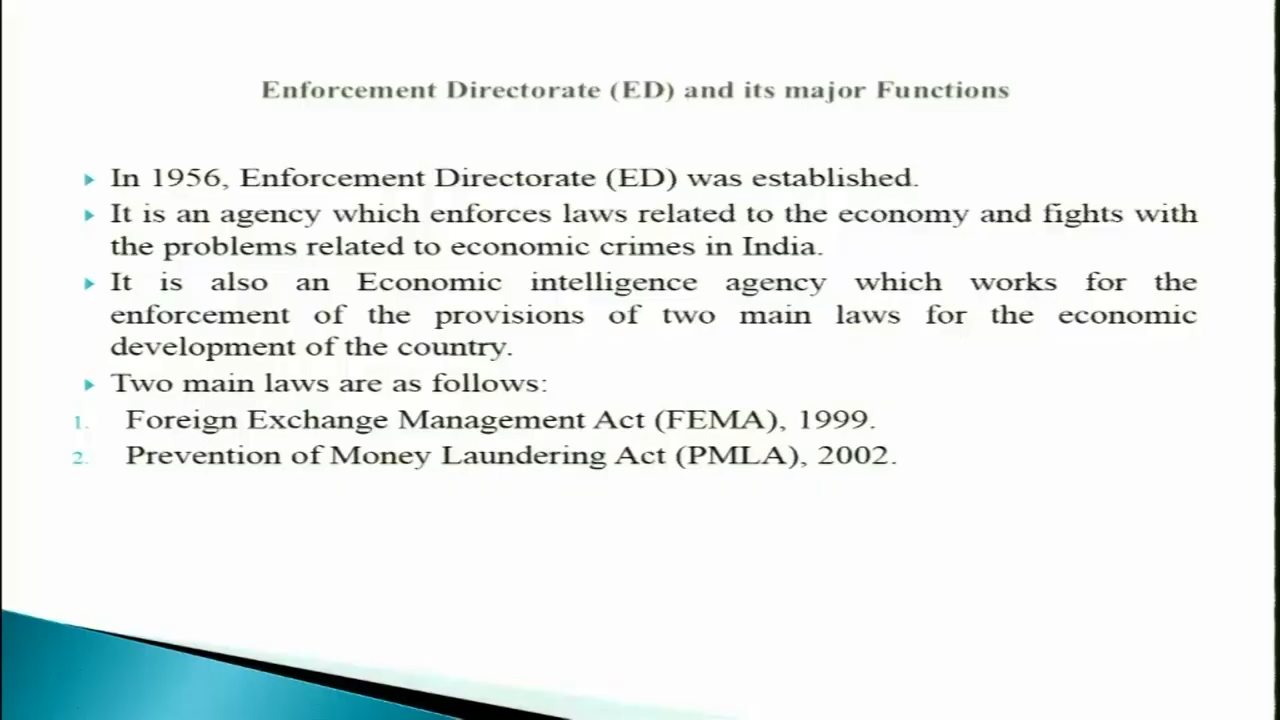 Enforcement Directorate (ED) and its major Functions
In 1956, Enforcement Directorate (ED) was established.
It is an agency which enforces laws related to the economy and fights with
the problems related to economic crimes in India.
It is also an Economic intelligence agency which works for the
enforcement of the provisions of two main laws for the economic
development of the country.
Two main laws are as follows:
1. Foreign Exchange Management Act (FEMA), 1999.
2. Prevention of Money Laundering Act (PMLA), 2002.